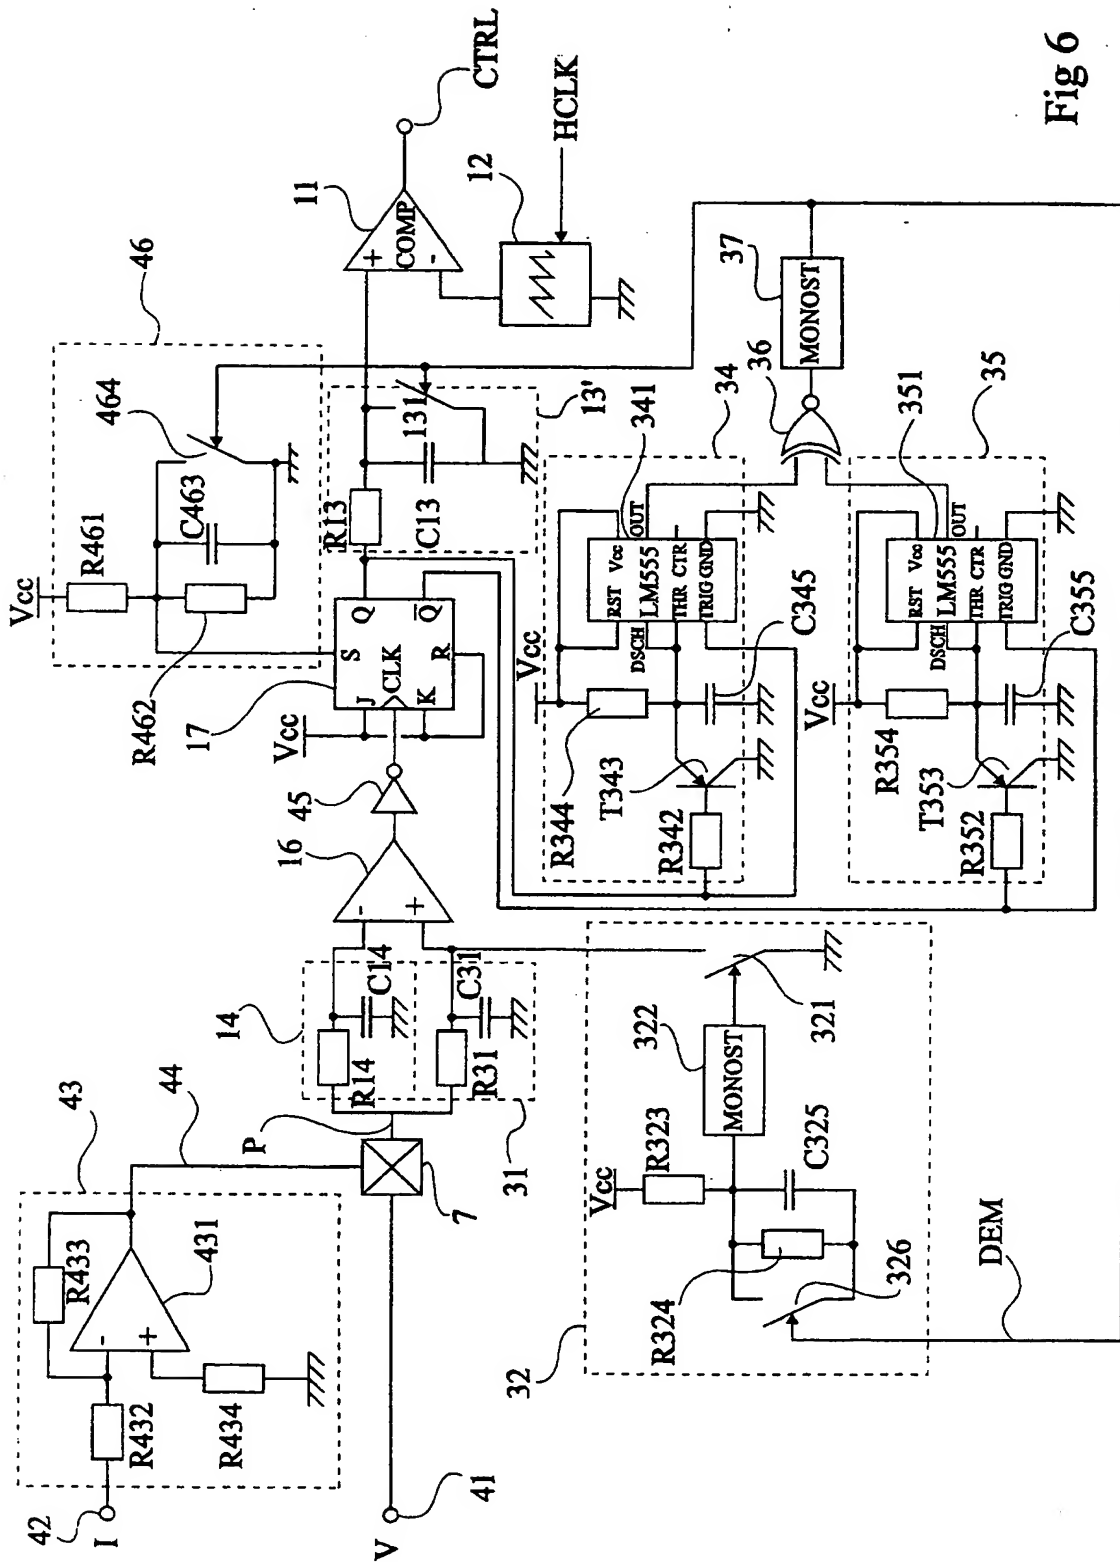 Fig 6
42
I
R432
R433
-
+
431
R434
43
44
V
41
P
7
14
R14
C14
R31
C31
31
16
-
+
45
Vcc
17
J
CLK
K
S
R
Q
Q
Vcc
R461
R462
C463
464
46
R13
C13
131
13'
11
+
COMP
-
CTRL
12
HCLK
32
DEM
326
R324
Vcc
R323
C325
MONOST
322
321
Vcc
R344
R342
T343
C345
RST Vcc
DSCH
LM555
OUT
THR CTR
TRIG GND
341
34
Vcc
R354
R352
T353
C355
RST Vcc
DSCH
LM555
OUT
THR CTR
TRIG GND
351
35
36
MONOST
37